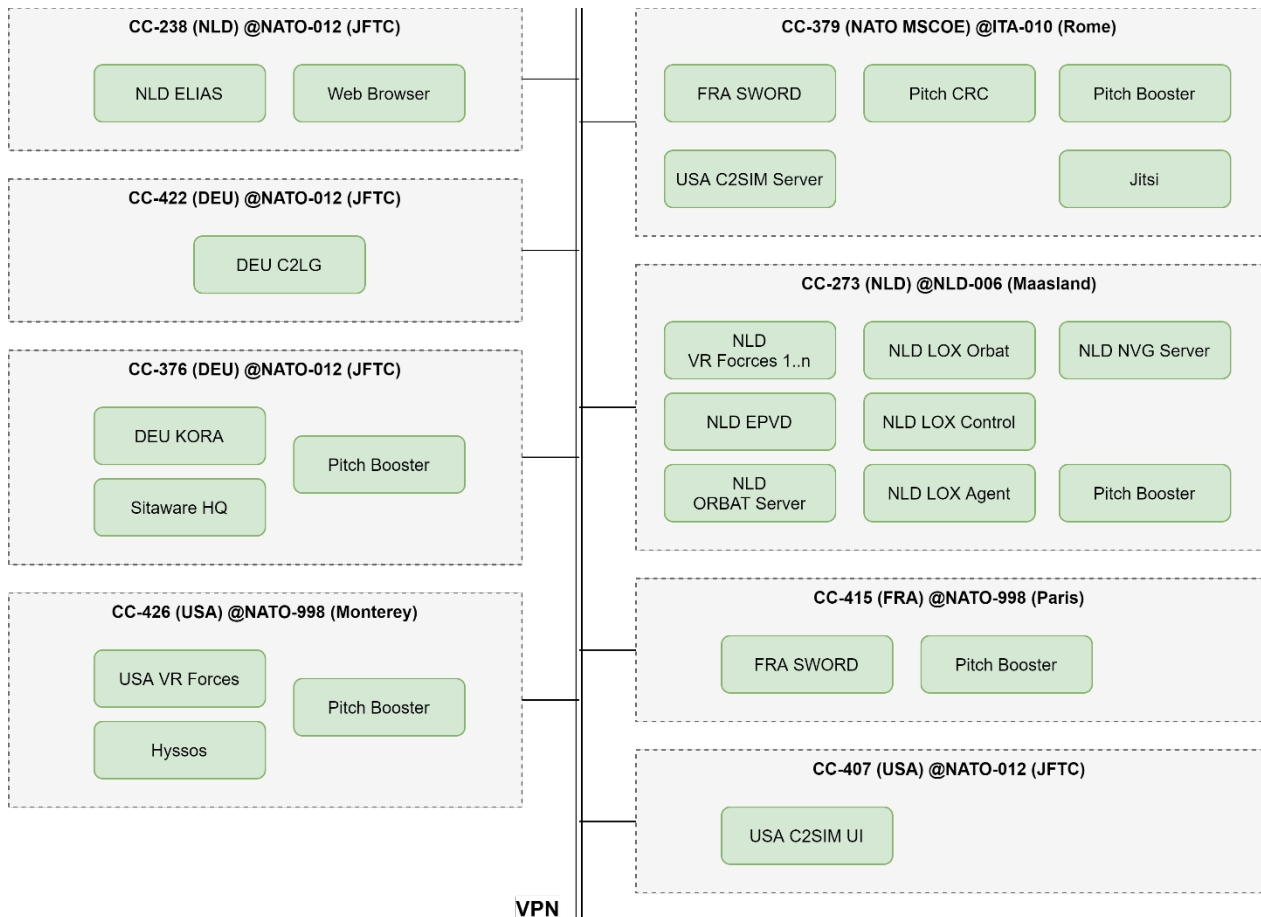 CC-238 (NLD) @NATO-012 (JFTC)
NLD ELIAS
Web Browser
CC-422 (DEU) @NATO-012 (JFTC)
DEU C2LG
CC-376 (DEU) @NATO-012 (JFTC)
DEU KORA
Pitch Booster
Sitaware HQ
CC-426 (USA) @NATO-998 (Monterey)
USA VR Forces
Pitch Booster
Hyssos
VPN
CC-379 (NATO MSCOE) @ITA-010 (Rome)
FRA SWORD
Pitch CRC
Pitch Booster
USA C2SIM Server
Jitsi
CC-273 (NLD) @NLD-006 (Maasland)
NLD
VR Focrces 1..n
NLD LOX Orbat
NLD NVG Server
NLD EPVD
NLD LOX Control
NLD
ORBAT Server
NLD LOX Agent
Pitch Booster
CC-415 (FRA) @NATO-998 (Paris)
FRA SWORD
Pitch Booster
CC-407 (USA) @NATO-012 (JFTC)
USA C2SIM UI